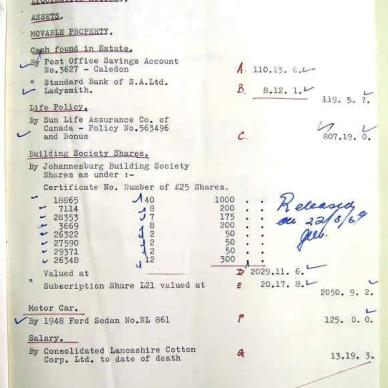 ASSETS.
MOVABLE PROPERTY.
Cash found in Estate.
By Post Office Savings Account
No.3627 - Caledon A. 110.13. 6.
" Standard Bank of S.A.Ltd.
Ladysmith. B. 8.12. 1.
119. 5. 7.
Life Policy.
By Sun Life Assurance Co. of
Canada - Policy No.563496
and Bonus C. 807.19. 0.
Building Society Shares.
By Johannesburg Building Society
Shares as under :-
Certificate No. Number of £25 Shares.
18865 40 1000 . .
7114 8 200 . .
28353 7 175 . .
3669 8 200 . .
26322 2 50 . .
27590 2 50 . .
29371 2 50 . .
26548 12 300 . .
Released
on 22/8/69
Valued at D 2029.11. 6.
" Subscription Share L21 valued at E 20.17. 8.
2050. 9. 2.
Motor Car.
By 1948 Ford Sedan No.NL 861 F 125. 0. 0.
Salary.
By Consolidated Lancashire Cotton
Corp. Ltd. to date of death G 13.19. 3.